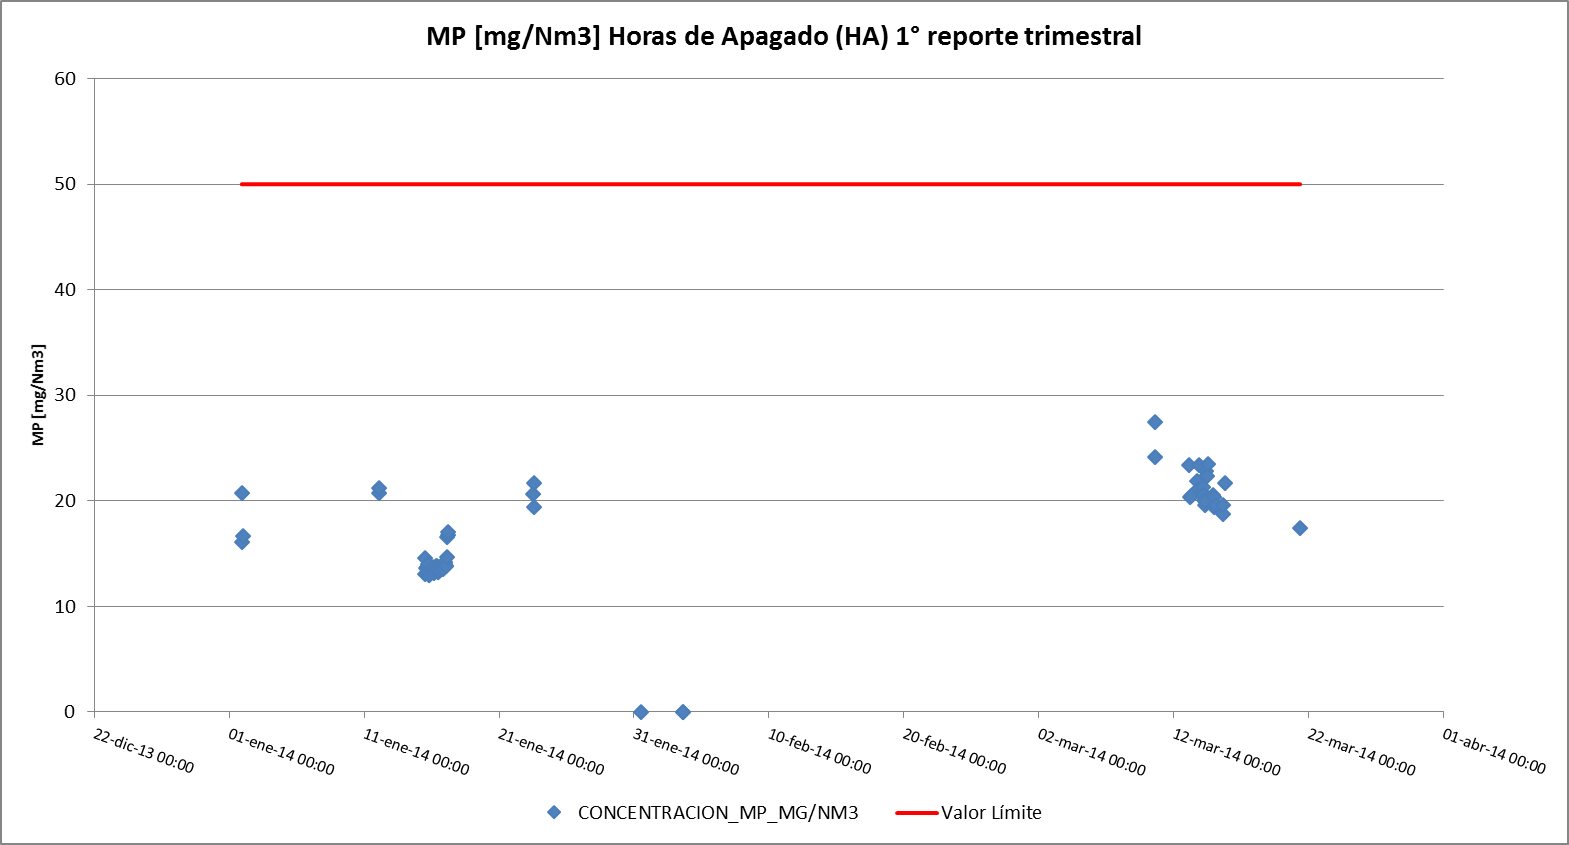 MP [mg/Nm3] Horas de Apagado (HA) 1° reporte trimestral
60
50
40
30
20
10
0
MP [mg/Nm3]
22-dic-13 00:00
01-ene-14 00:00
11-ene-14 00:00
21-ene-14 00:00
31-ene-14 00:00
10-feb-14 00:00
20-feb-14 00:00
02-mar-14 00:00
12-mar-14 00:00
22-mar-14 00:00
01-abr-14 00:00
CONCENTRACION_MP_MG/NM3
Valor Límite